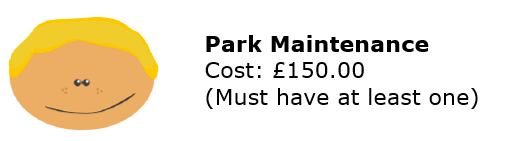 Park Maintenance
Cost: £150.00
(Must have at least one)